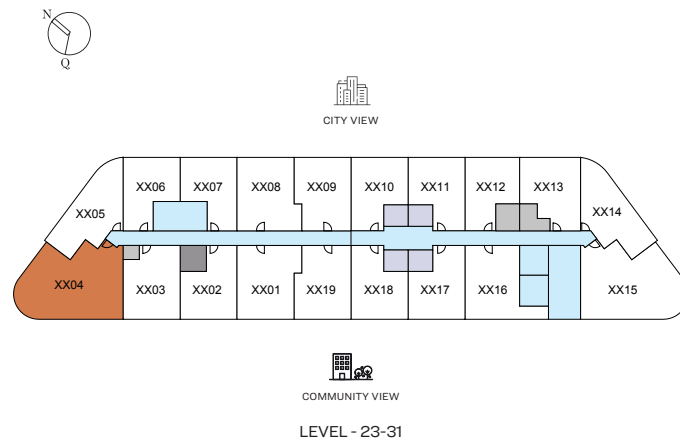 N
Q
CITY VIEW
XX06 XX07 XX08 XX09 XX10 XX11 XX12 XX13
XX05 XX14
XX04 XX03 XX02 XX01 XX19 XX18 XX17 XX16 XX15
COMMUNITY VIEW
LEVEL - 23-31